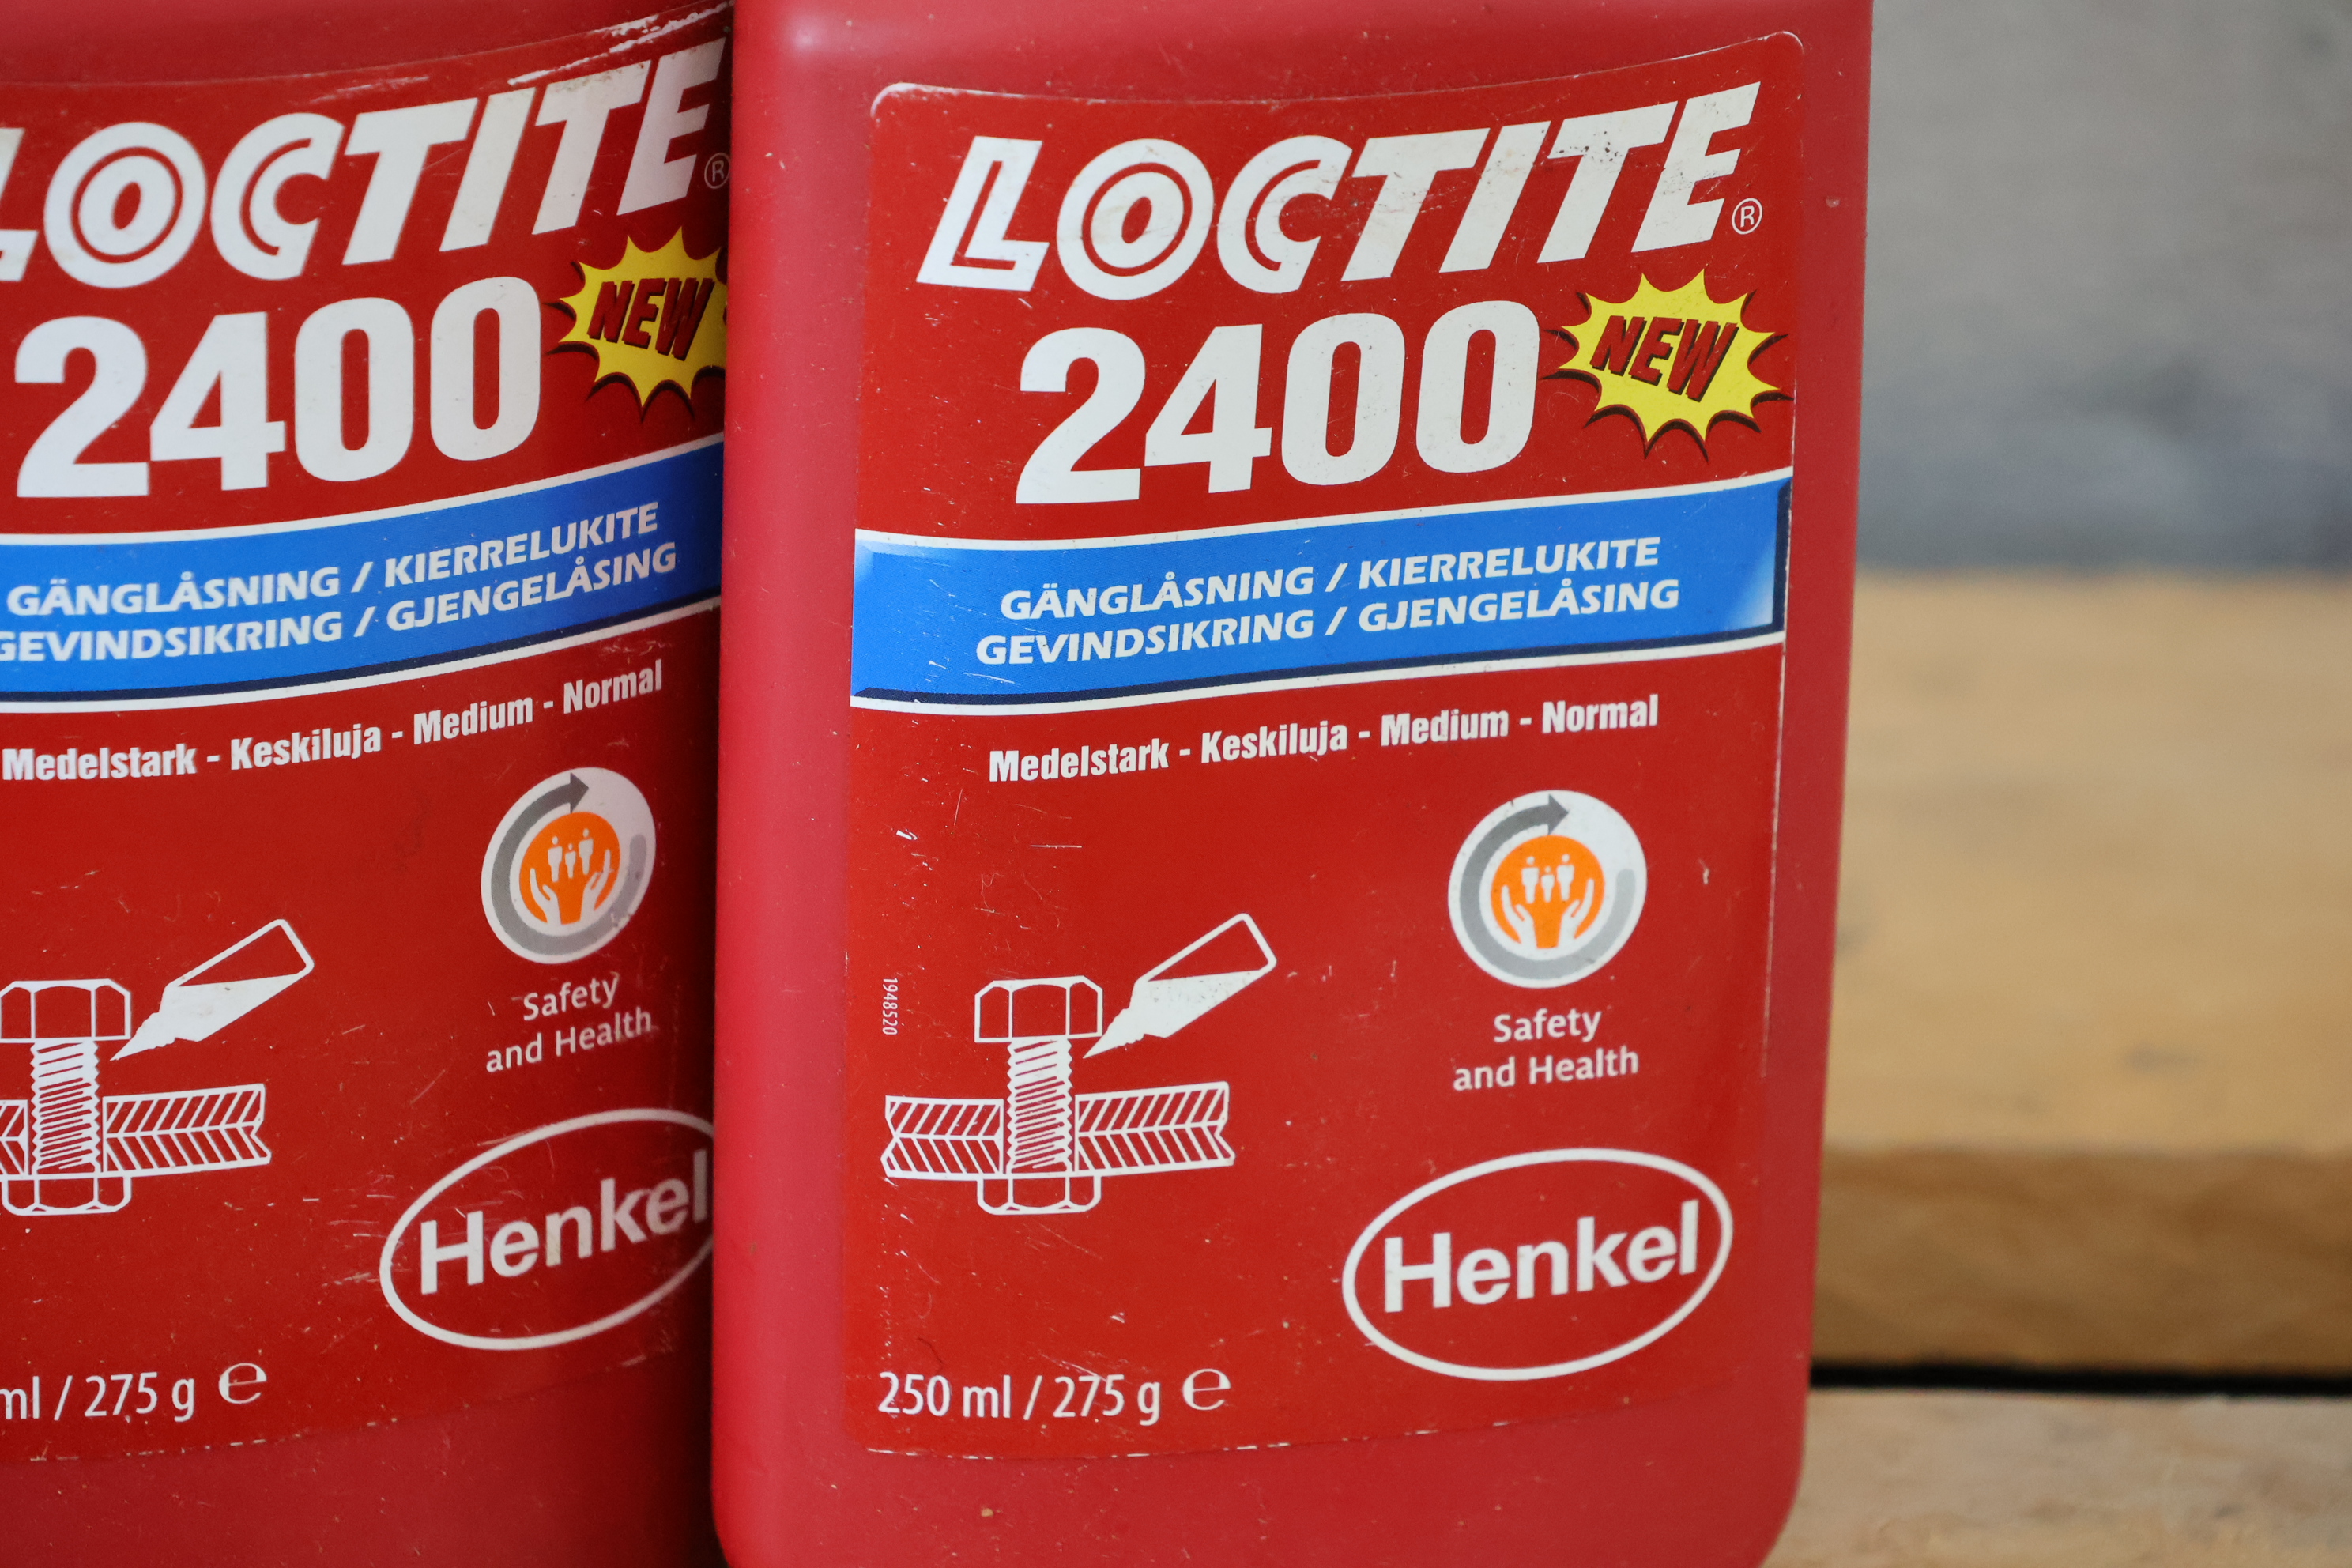 LOCTITE®
2400
NEW
GÄNGLÅSNING / KIERRELUKITE
GEVINDSIKRING / GJENGELÅSING
Medelstark - Keskiluja - Medium - Normal
Safety
and Health
Henkel
ml / 275 g ℮
LOCTITE®
2400
NEW
GÄNGLÅSNING / KIERRELUKITE
GEVINDSIKRING / GJENGELÅSING
Medelstark - Keskiluja - Medium - Normal
1948520
Safety
and Health
Henkel
250 ml / 275 g ℮